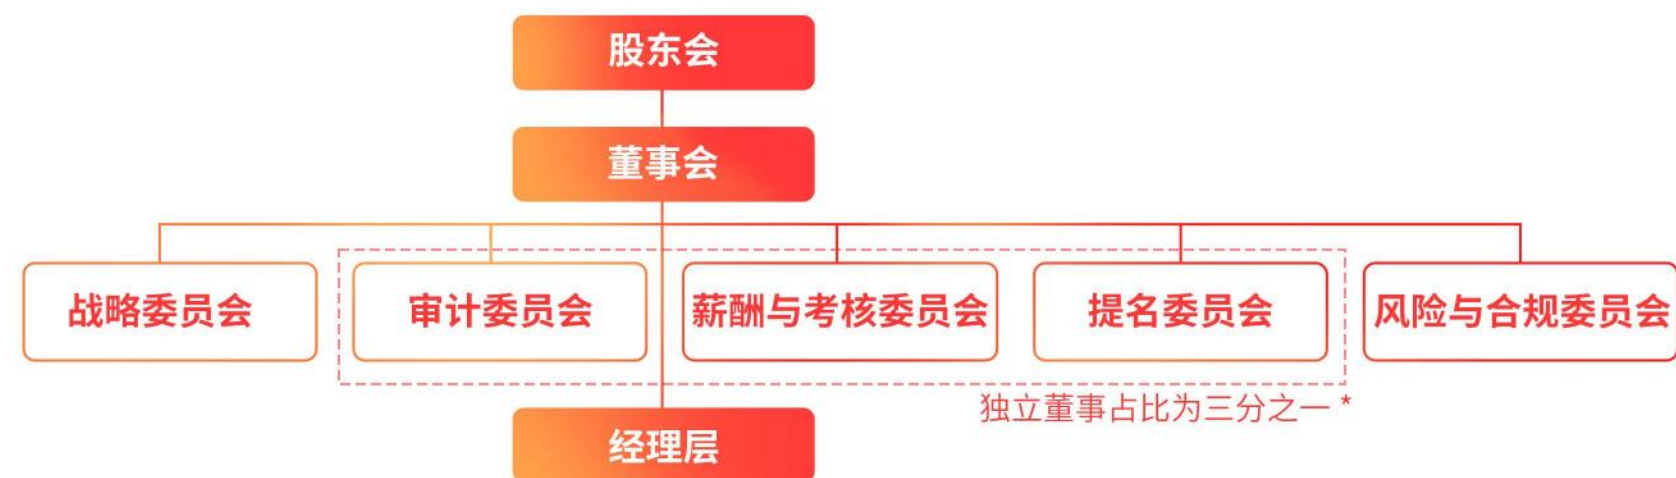 股东会
董事会
战略委员会
审计委员会
薪酬与考核委员会
提名委员会
风险与合规委员会
独立董事占比为三分之一 *
经理层